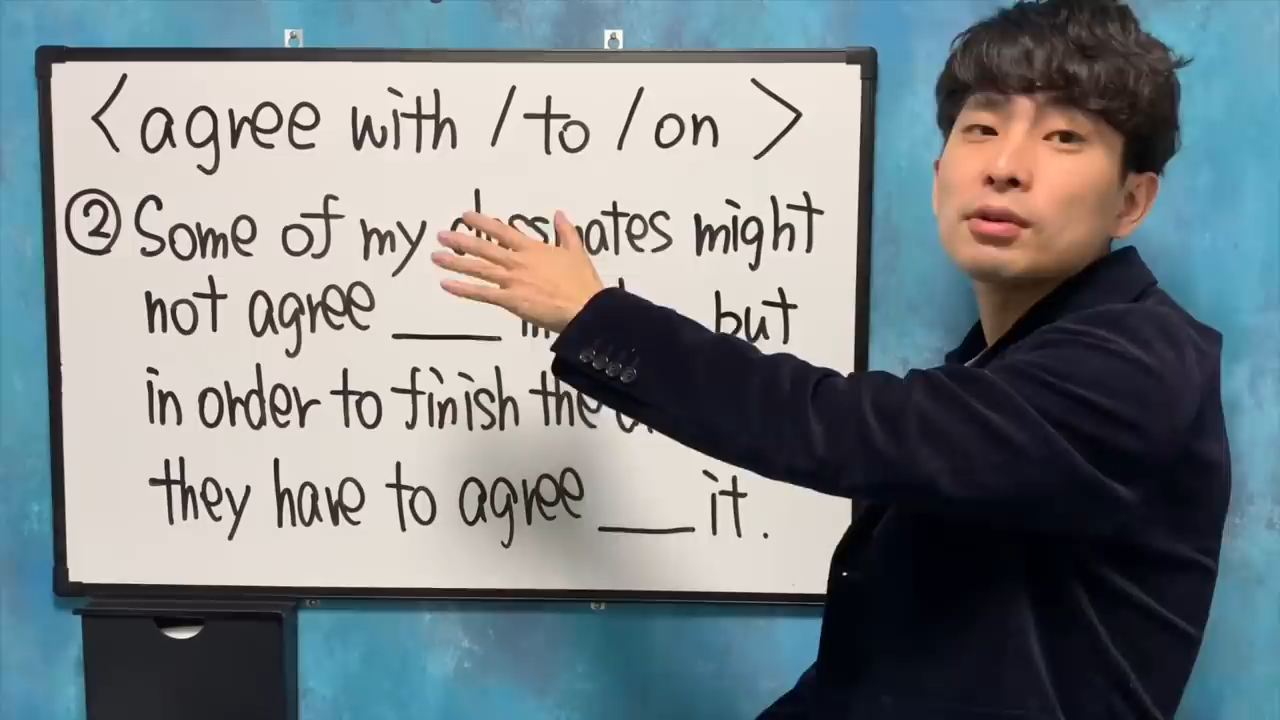 <agree with / to / on>
② Some of my classmates might
not agree ___ but
in order to finish the
they have to agree ___ it.